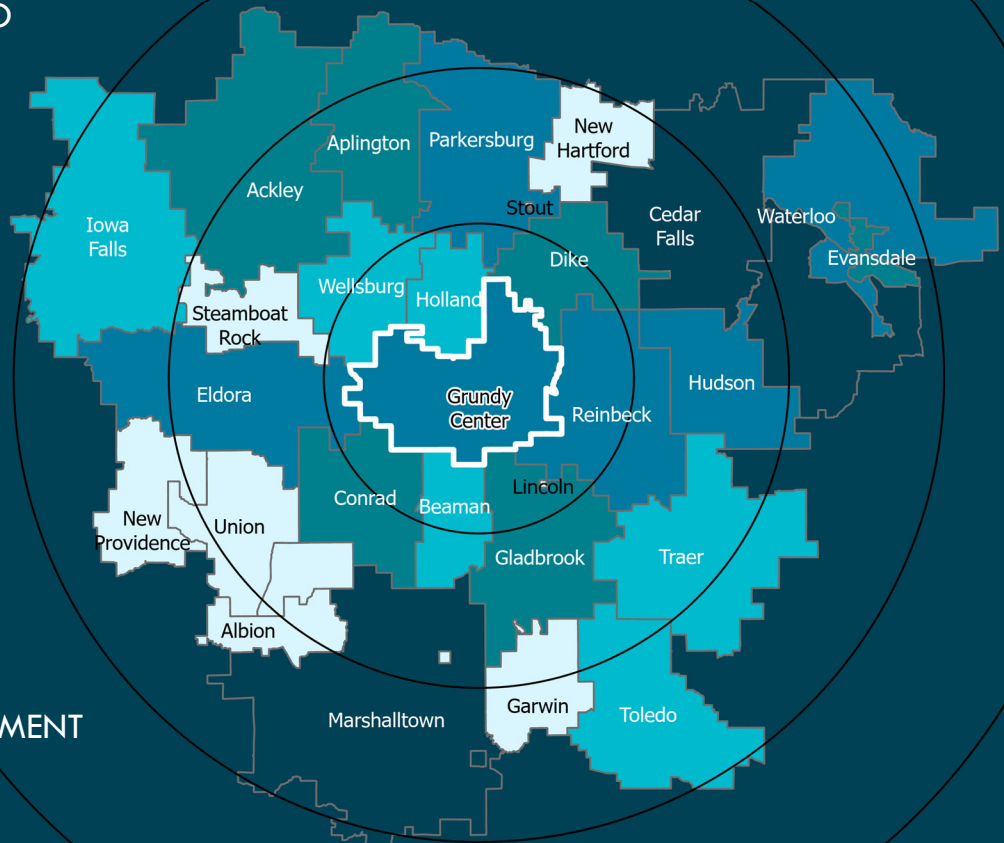 Aplington
Parkersburg
New
Hartford
Ackley
Stout
Cedar
Falls
Waterloo
Iowa
Falls
Dike
Evansdale
Wellsburg
Holland
Steamboat
Rock
Eldora
Grundy
Center
Hudson
Reinbeck
Conrad
Beaman
Lincoln
New
Providence
Union
Gladbrook
Traer
Albion
Garwin
Toledo
Marshalltown
MENT